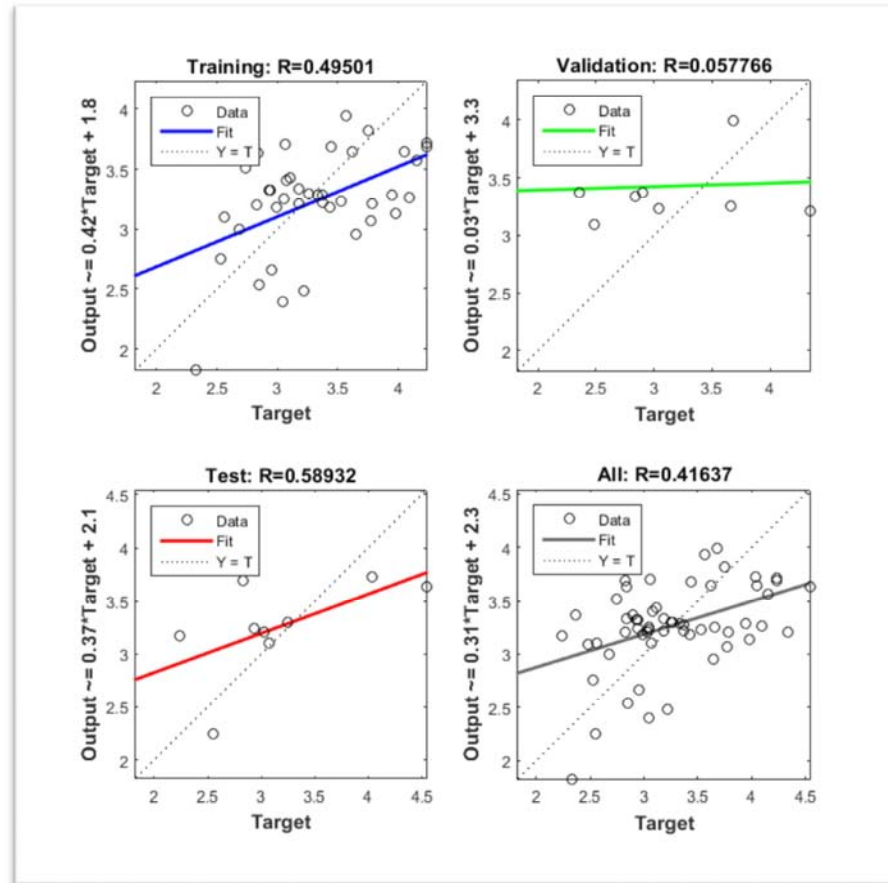 Training: R=0.49501
Output ~= 0.42*Target + 1.8
Data
Fit
Y = T
4
3.5
3
2.5
2
2 2.5 3 3.5 4
Target
Validation: R=0.057766
Output ~= 0.03*Target + 3.3
Data
Fit
Y = T
4
3.5
3
2.5
2
2 2.5 3 3.5 4
Target
Test: R=0.58932
Output ~= 0.37*Target + 2.1
Data
Fit
Y = T
4.5
4
3.5
3
2.5
2
2 2.5 3 3.5 4 4.5
Target
All: R=0.41637
Output ~= 0.31*Target + 2.3
Data
Fit
Y = T
4.5
4
3.5
3
2.5
2
2 2.5 3 3.5 4 4.5
Target